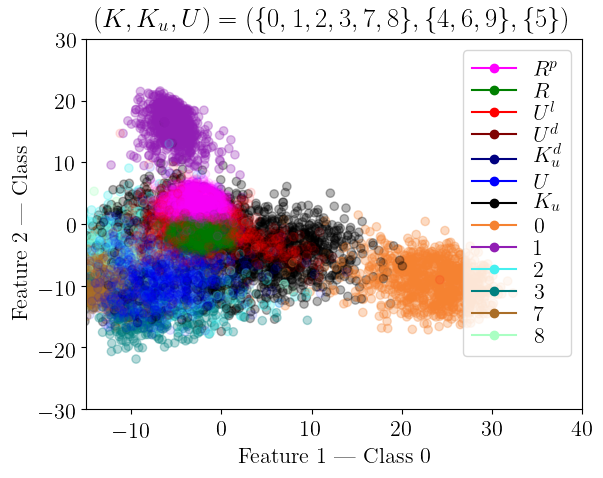 (K, K_u, U) = ({0, 1, 2, 3, 7, 8}, {4, 6, 9}, {5})
30
20
10
0
−10
−20
−30
Feature 2 — Class 1
R^p
R
U^l
U^d
K_u^d
U
K_u
0
1
2
3
7
8
−10
0
10
20
30
40
Feature 1 — Class 0